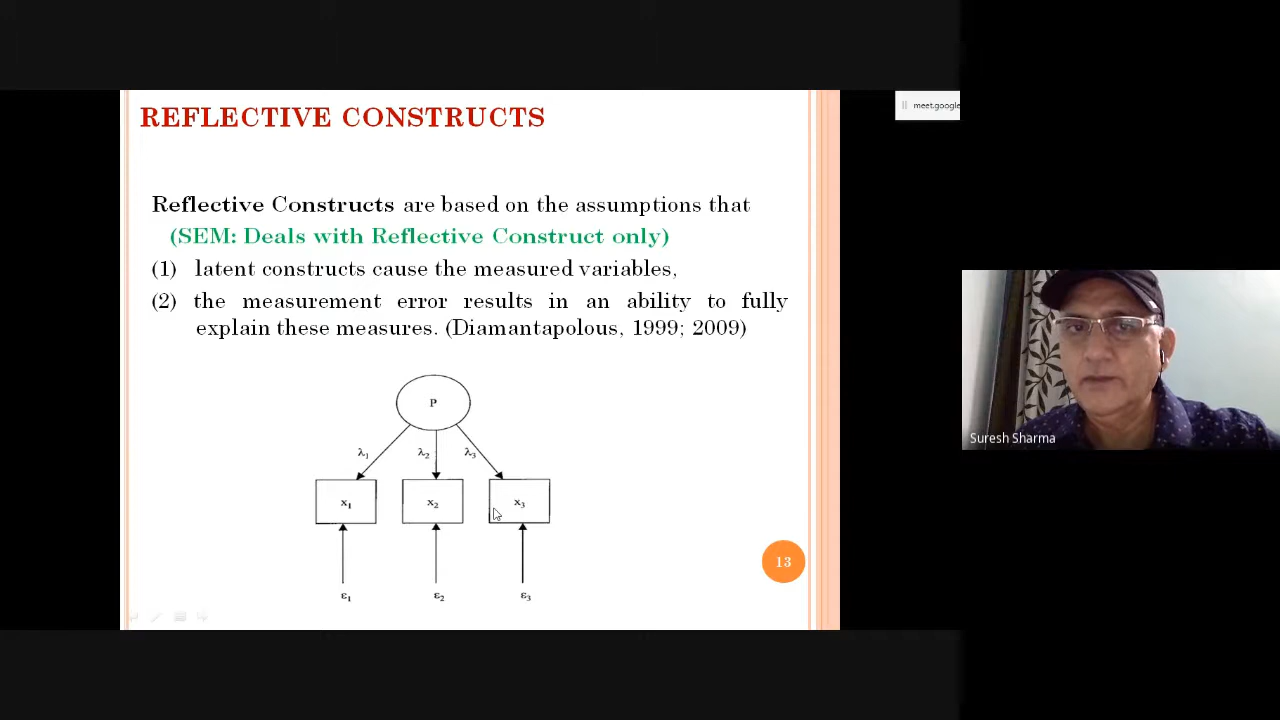 REFLECTIVE CONSTRUCTS
meet.google
Reflective Constructs are based on the assumptions that
(SEM: Deals with Reflective Construct only)
(1) latent constructs cause the measured variables,
(2) the measurement error results in an ability to fully
explain these measures. (Diamantapolous, 1999; 2009)
P
λ1 λ2 λ3
x1 x2 x3
ε1 ε2 ε3
13
Suresh Sharma